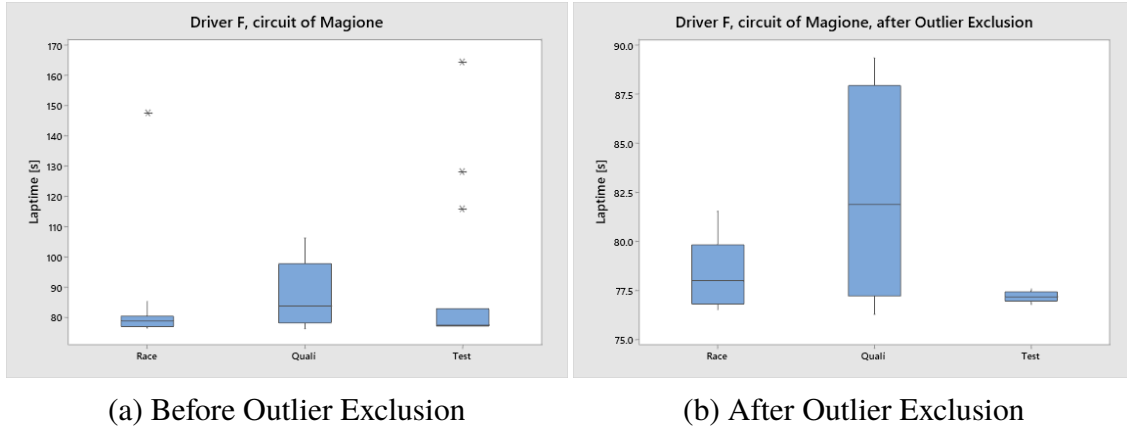 Driver F, circuit of Magione
170
160
150
140
130
120
110
100
90
80
Laptime [s]
Race
Quali
Test
(a) Before Outlier Exclusion
Driver F, circuit of Magione, after Outlier Exclusion
90.0
87.5
85.0
82.5
80.0
77.5
75.0
Laptime [s]
Race
Quali
Test
(b) After Outlier Exclusion